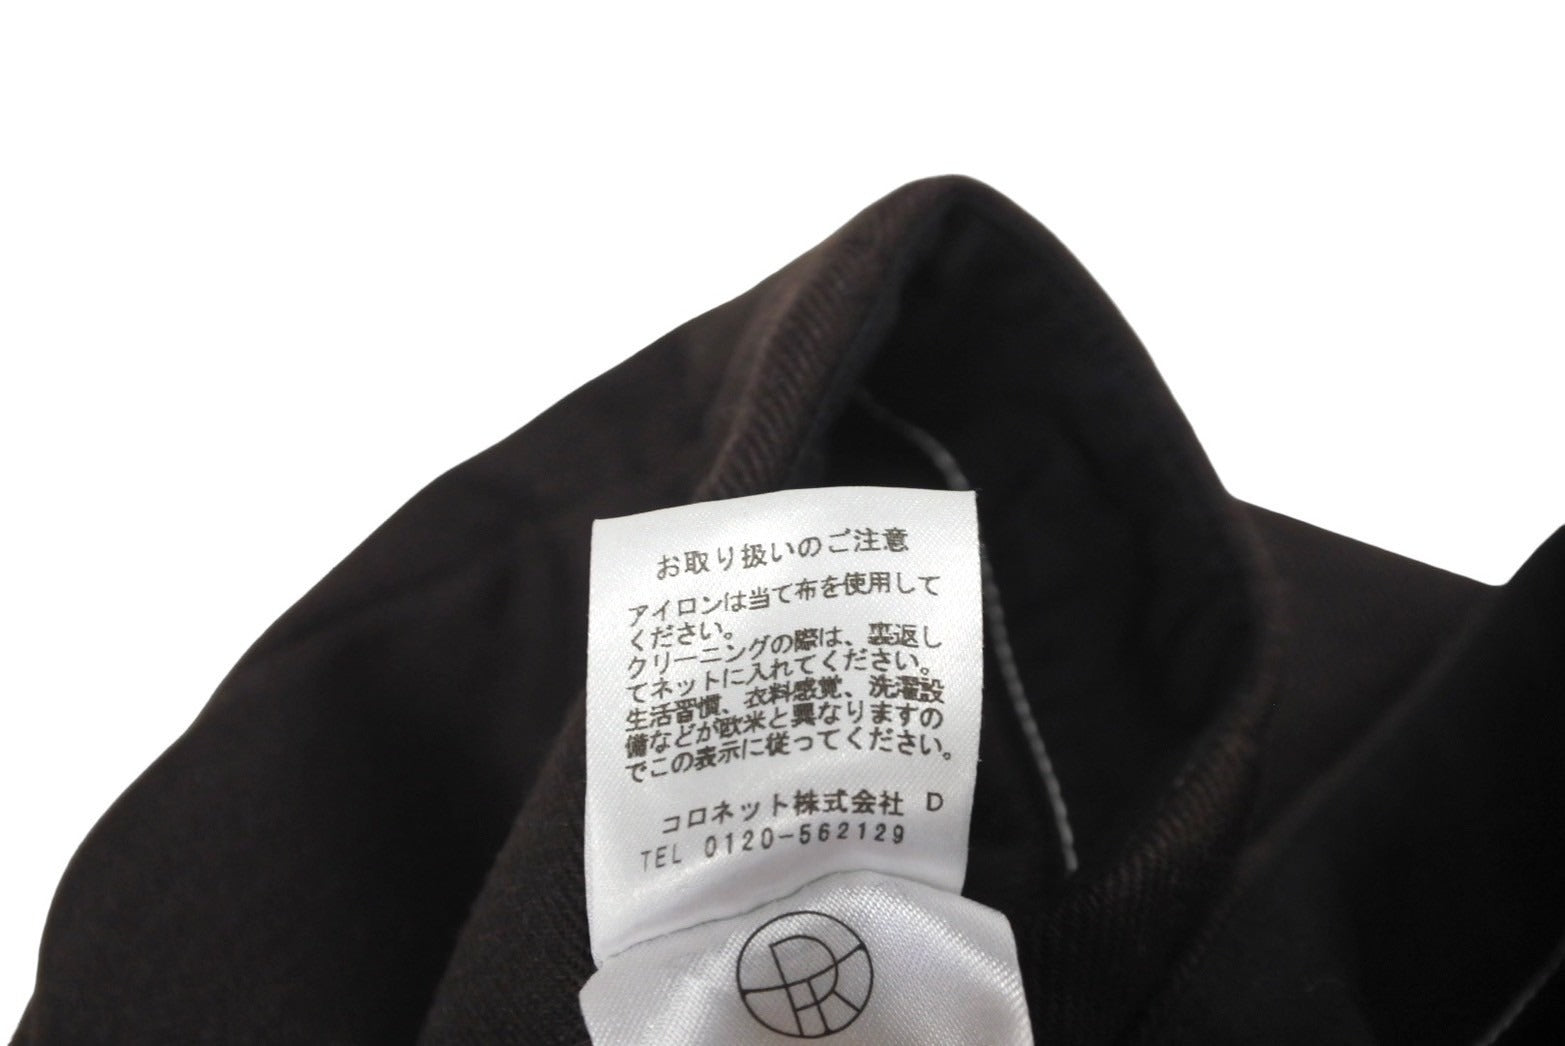 お取り扱いのご注意
アイロンは当て布を使用して
ください。
クリーニングの際は、裏返し
てネットに入れてください。
生活習慣、衣料感覚、洗濯設
備などが欧米と異なりますの
でこの表示に従ってください。
コロネット株式会社 D
TEL 0120-562129